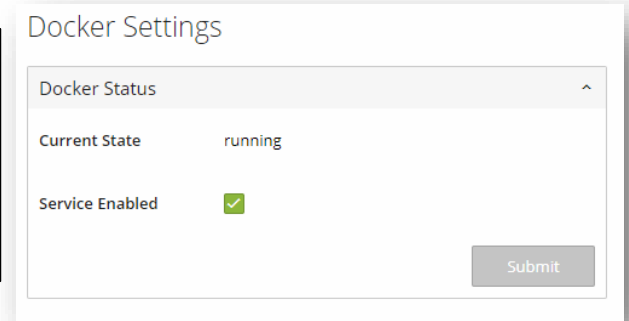 Docker Settings
Docker Status
Current State running
Service Enabled
Submit